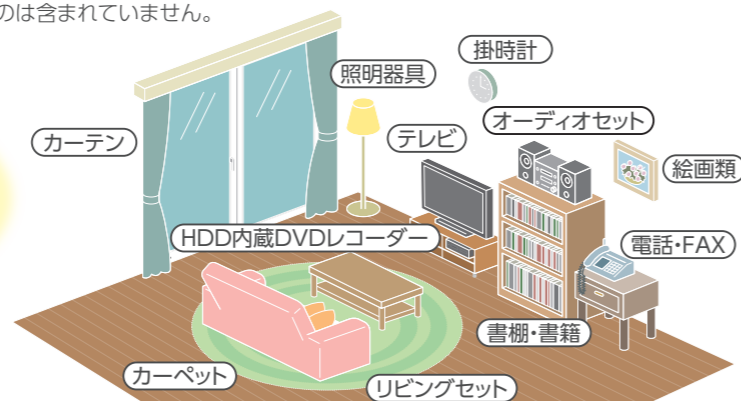 のは含まれていません。
掛時計
照明器具
オーディオセット
カーテン
テレビ
絵画類
HDD内蔵DVDレコーダー
電話・FAX
書棚・書籍
カーペット
リビングセット